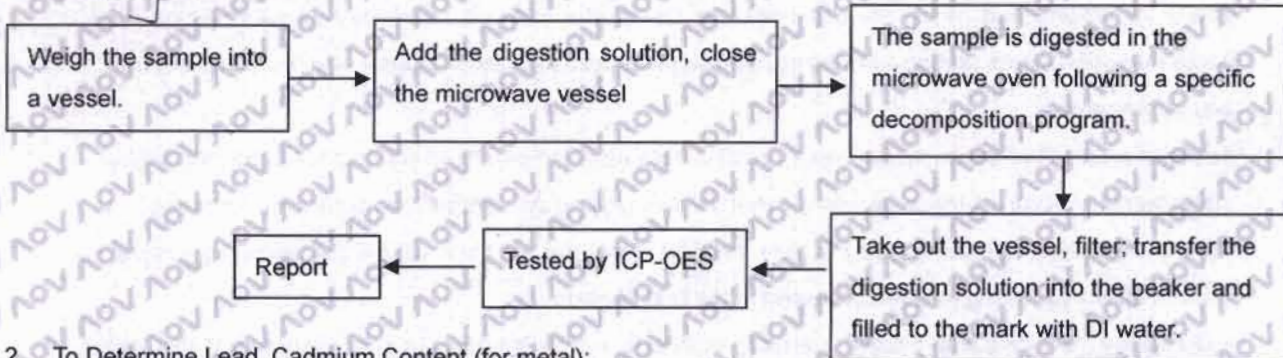 Weigh the sample into
a vessel.
Add the digestion solution, close
the microwave vessel
The sample is digested in the
microwave oven following a specific
decomposition program.
Take out the vessel, filter; transfer the
digestion solution into the beaker and
filled to the mark with DI water.
Tested by ICP-OES
Report
2. To Determine Lead, Cadmium Content (for metal):